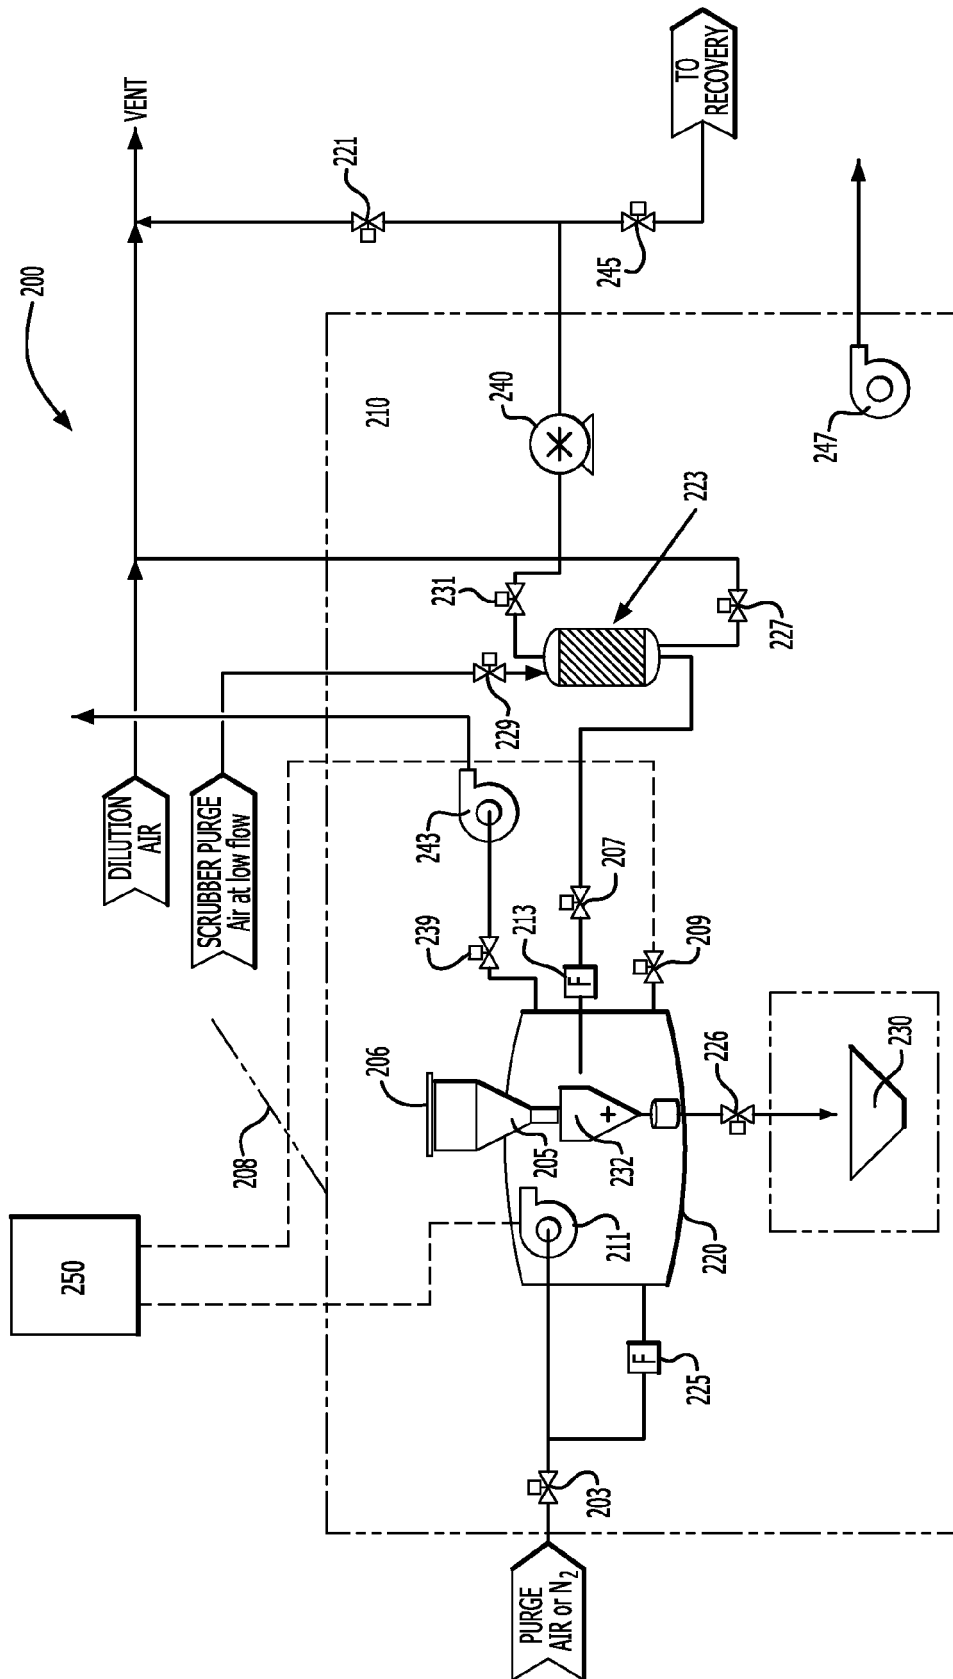 200
VENT
221
DILUTION
AIR
SCRUBBER PURGE
Air at low flow
TO
RECOVERY
245
210
240
231
223
229
227
247
243
239
207
213
209
208
206
205
232
226
230
250
211
220
225
203
PURGE
AIR or N₂
F
F